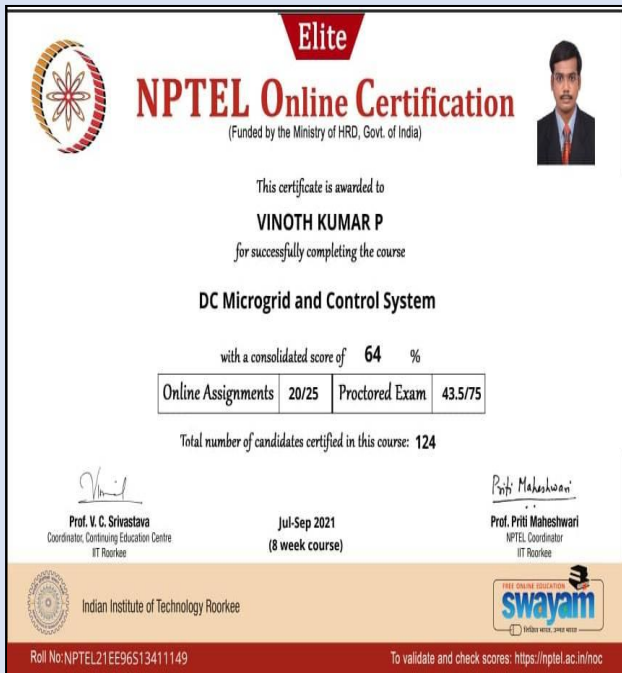 Elite
NPTEL Online Certification
(Funded by the Ministry of HRD, Govt. of India)
This certificate is awarded to
VINOTH KUMAR P
for successfully completing the course
DC Microgrid and Control System
with a consolidated score of 64 %
Online Assignments 20/25 Proctored Exam 43.5/75
Total number of candidates certified in this course: 124
Priti Maheshwari
Prof. V. C. Srivastava
Coordinator, Continuing Education Centre
IIT Roorkee
Jul-Sep 2021
(8 week course)
Prof. Priti Maheshwari
NPTEL Coordinator
IIT Roorkee
Indian Institute of Technology Roorkee
FREE ONLINE EDUCATION
swayam
शिक्षित भारत, उन्नत भारत
Roll No:NPTEL21EE96S13411149
To validate and check scores: https://nptel.ac.in/noc